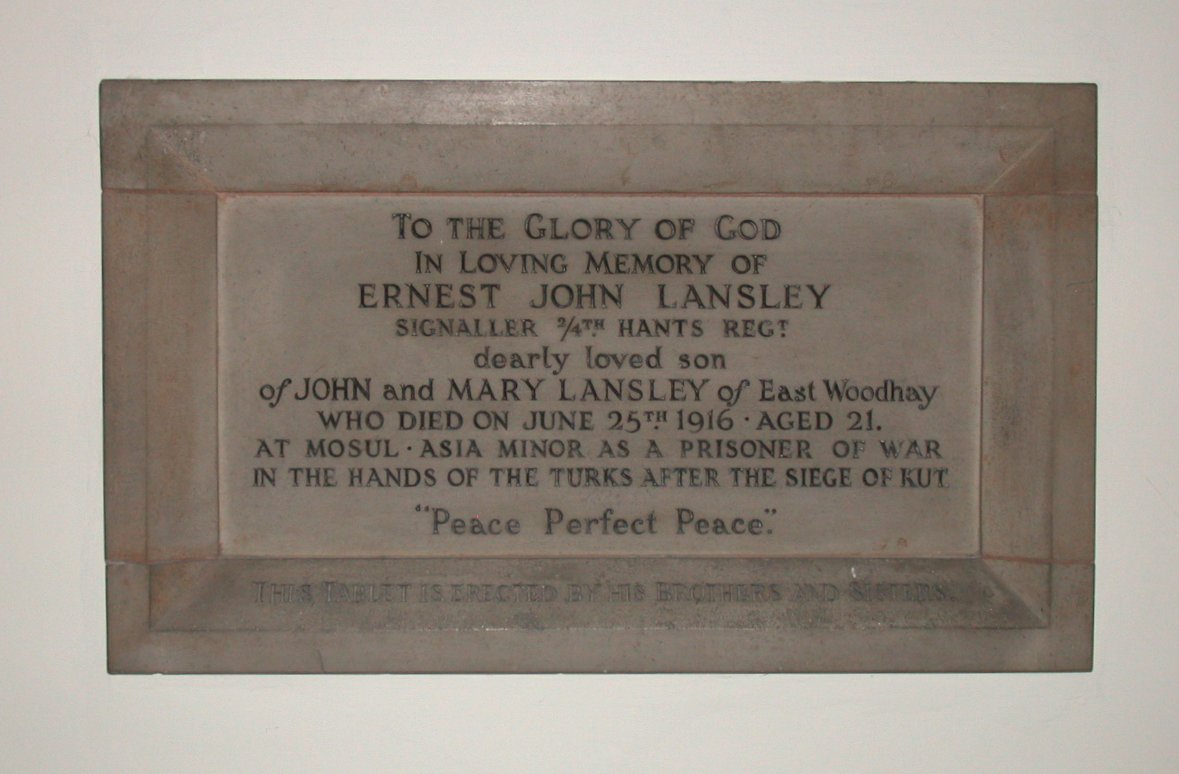 To the Glory of God
In Loving Memory of
ERNEST JOHN LANSLEY
SIGNALLER 2/4TH. HANTS REGT.
dearly loved son
of JOHN and MARY LANSLEY of East Woodhay
WHO DIED ON JUNE 25TH. 1916 · AGED 21.
AT MOSUL · ASIA MINOR AS A PRISONER OF WAR
IN THE HANDS OF THE TURKS AFTER THE SIEGE OF KUT.
"Peace Perfect Peace."
This Tablet is erected by his Brothers and Sisters.